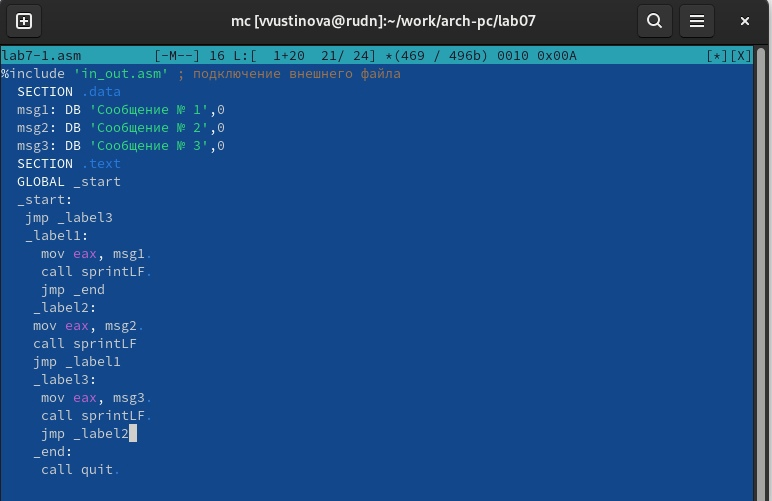 mc [vvustinova@rudn]:~/work/arch-pc/lab07
lab7-1.asm [-M--] 16 L:[ 1+20 21/ 24] *(469 / 496b) 0010 0x00A [*][X]
%include 'in_out.asm' ; подключение внешнего файла
SECTION .data
msg1: DB 'Сообщение № 1',0
msg2: DB 'Сообщение № 2',0
msg3: DB 'Сообщение № 3',0
SECTION .text
GLOBAL _start
_start:
jmp _label3
_label1:
mov eax, msg1.
call sprintLF.
jmp _end
_label2:
mov eax, msg2.
call sprintLF
jmp _label1
_label3:
mov eax, msg3.
call sprintLF.
jmp _label2
_end:
call quit.